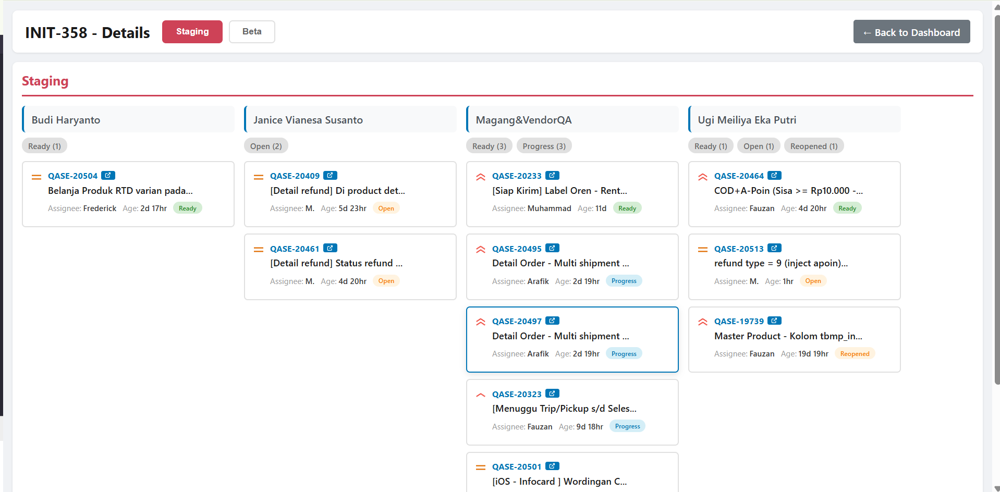 INIT-358 - Details
Staging
Beta
← Back to Dashboard
Staging
Budi Haryanto
Ready (1)
QASE-20504
Belanja Produk RTD varian pada...
Assignee: Frederick Age: 2d 17hr Ready
Janice Vianesa Susanto
Open (2)
QASE-20409
[Detail refund] Di product det...
Assignee: M. Age: 5d 23hr Open
QASE-20461
[Detail refund] Status refund ...
Assignee: M. Age: 4d 20hr Open
Magang&VendorQA
Ready (3) Progress (3)
QASE-20233
[Siap Kirim] Label Oren - Rent...
Assignee: Muhammad Age: 11d Ready
QASE-20495
Detail Order - Multi shipment ...
Assignee: Arafik Age: 2d 19hr Progress
QASE-20497
Detail Order - Multi shipment ...
Assignee: Arafik Age: 2d 19hr Progress
QASE-20323
[Menuggu Trip/Pickup s/d Seles...
Assignee: Fauzan Age: 9d 18hr Progress
QASE-20501
[iOS - Infocard ] Wordingan C...
Ugi Meiliya Eka Putri
Ready (1) Open (1) Reopened (1)
QASE-20464
COD+A-Poin (Sisa >= Rp10.000 -...
Assignee: Fauzan Age: 4d 20hr Ready
QASE-20513
refund type = 9 (inject apoin)...
Assignee: M. Age: 1hr Open
QASE-19739
Master Product - Kolom tbmp_in...
Assignee: Fauzan Age: 19d 19hr Reopened